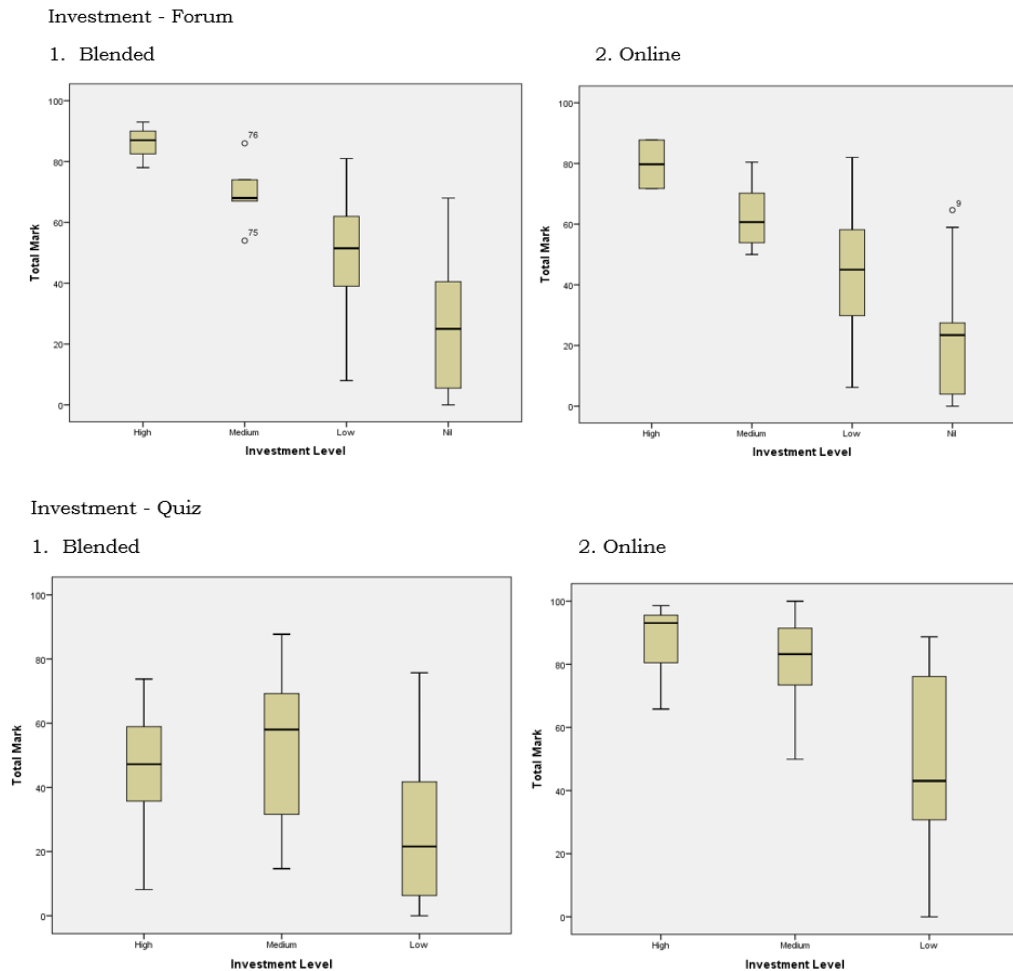 Investment - Forum
1. Blended
2. Online
100
80
60
40
20
0
Total Mark
76
75
High
Medium
Low
Nil
Investment Level
100
80
60
40
20
0
Total Mark
9
High
Medium
Low
Nil
Investment Level
Investment - Quiz
1. Blended
2. Online
100
80
60
40
20
0
Total Mark
High
Medium
Low
Investment Level
100
80
60
40
20
0
Total Mark
High
Medium
Low
Investment Level